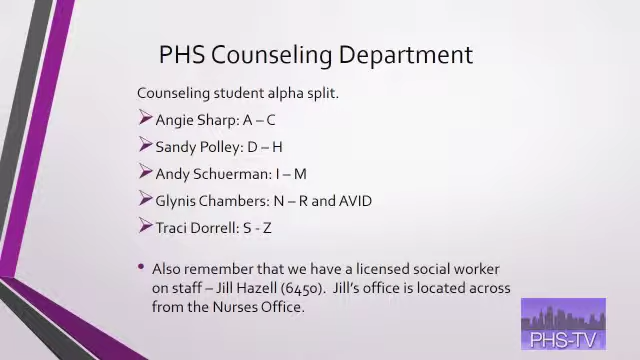 PHS Counseling Department
Counseling student alpha split.
Angie Sharp: A – C
Sandy Polley: D – H
Andy Schuerman: I – M
Glynis Chambers: N – R and AVID
Traci Dorrell: S - Z
Also remember that we have a licensed social worker
on staff – Jill Hazell (6450). Jill's office is located across
from the Nurses Office.
PHS-TV